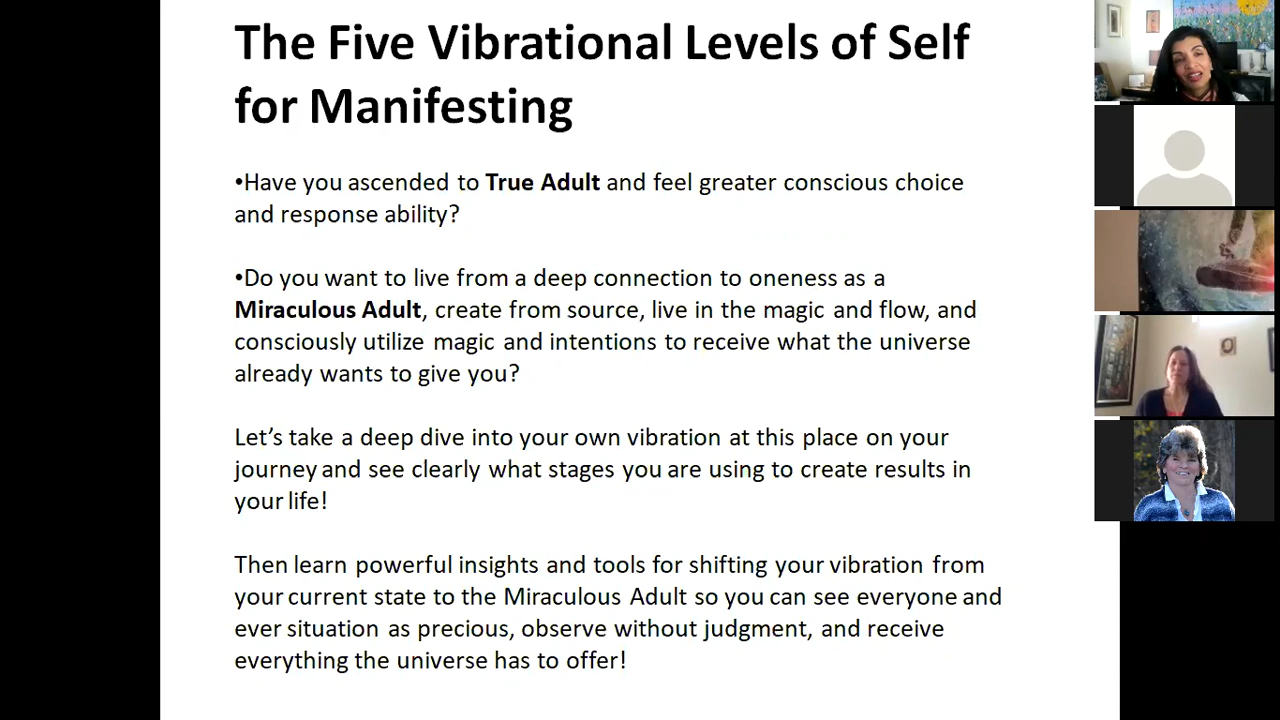 The Five Vibrational Levels of Self
for Manifesting
•Have you ascended to True Adult and feel greater conscious choice
and response ability?
•Do you want to live from a deep connection to oneness as a
Miraculous Adult, create from source, live in the magic and flow, and
consciously utilize magic and intentions to receive what the universe
already wants to give you?
Let’s take a deep dive into your own vibration at this place on your
journey and see clearly what stages you are using to create results in
your life!
Then learn powerful insights and tools for shifting your vibration from
your current state to the Miraculous Adult so you can see everyone and
ever situation as precious, observe without judgment, and receive
everything the universe has to offer!